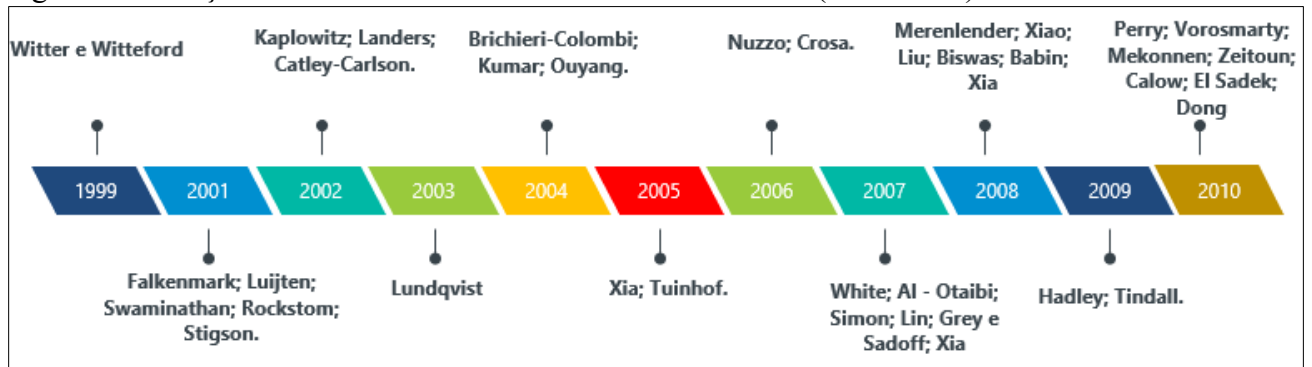 Witter e Witteford
Kaplowitz; Landers;
Catley-Carlson.
Brichieri-Colombi;
Kumar; Ouyang.
Nuzzo; Crosa.
Merenlender; Xiao;
Liu; Biswas; Babin;
Xia
Perry; Vorosmarty;
Mekonnen; Zeitoun;
Calow; El Sadek;
Dong
1999 2001 2002 2003 2004 2005 2006 2007 2008 2009 2010
Falkenmark; Luijten;
Swaminathan; Rockstom;
Stigson.
Lundqvist
Xia; Tuinhof.
White; Al - Otaibi;
Simon; Lin; Grey e
Sadoff; Xia
Hadley; Tindall.